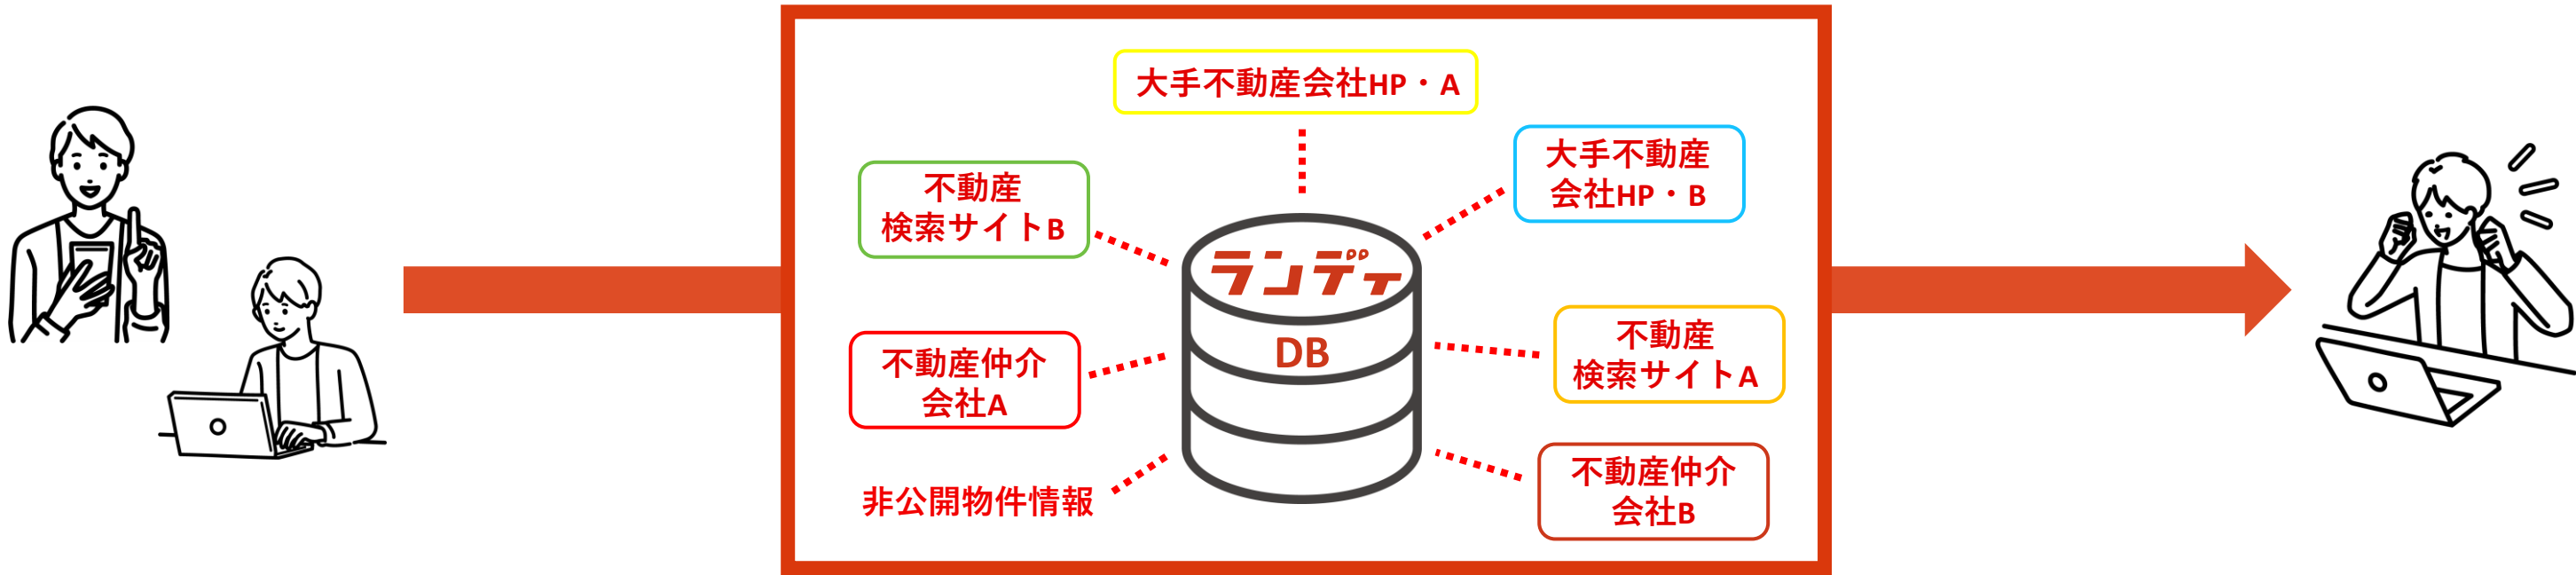 大手不動産会社HP・A
大手不動産
会社HP・B
不動産
検索サイトB
ランディ
DB
不動産
検索サイトA
不動産仲介
会社A
不動産仲介
会社B
非公開物件情報